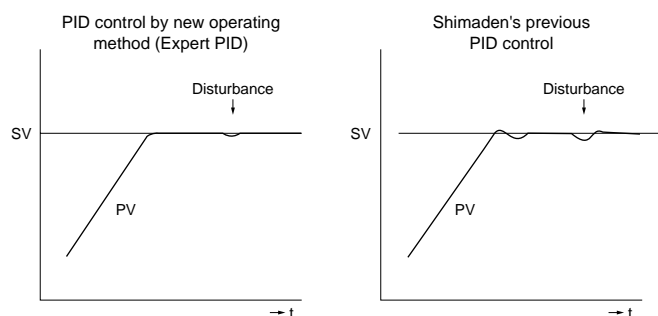 PID control by new operating
method (Expert PID)
Disturbance
SV
PV
t
Shimaden's previous
PID control
Disturbance
SV
PV
t